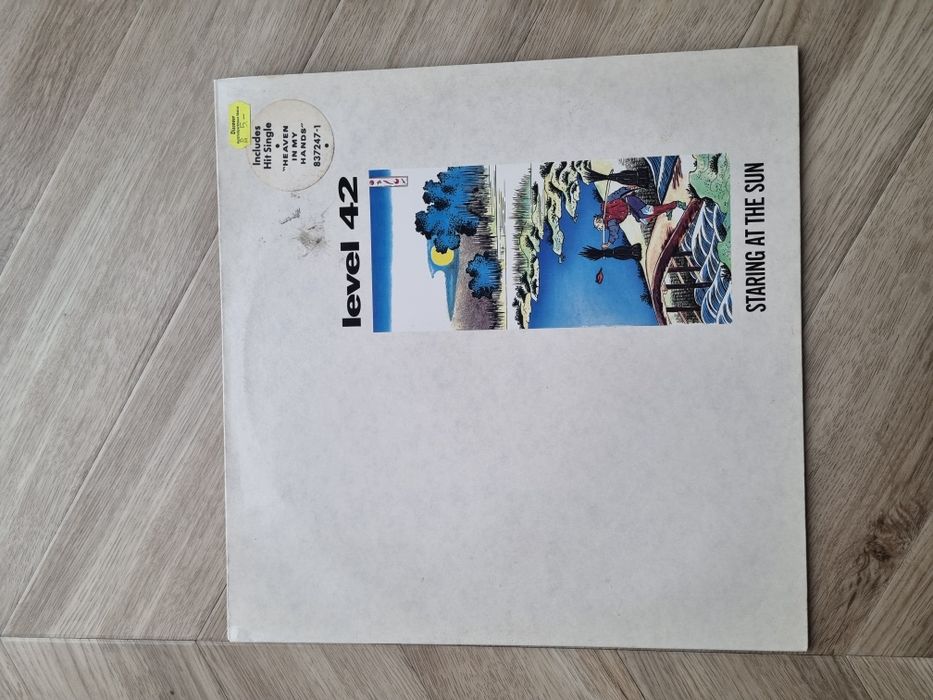 Includes
Hit Single
•
"HEAVEN
IN MY
HANDS"
•
837247-1
level 42
STARING AT THE SUN